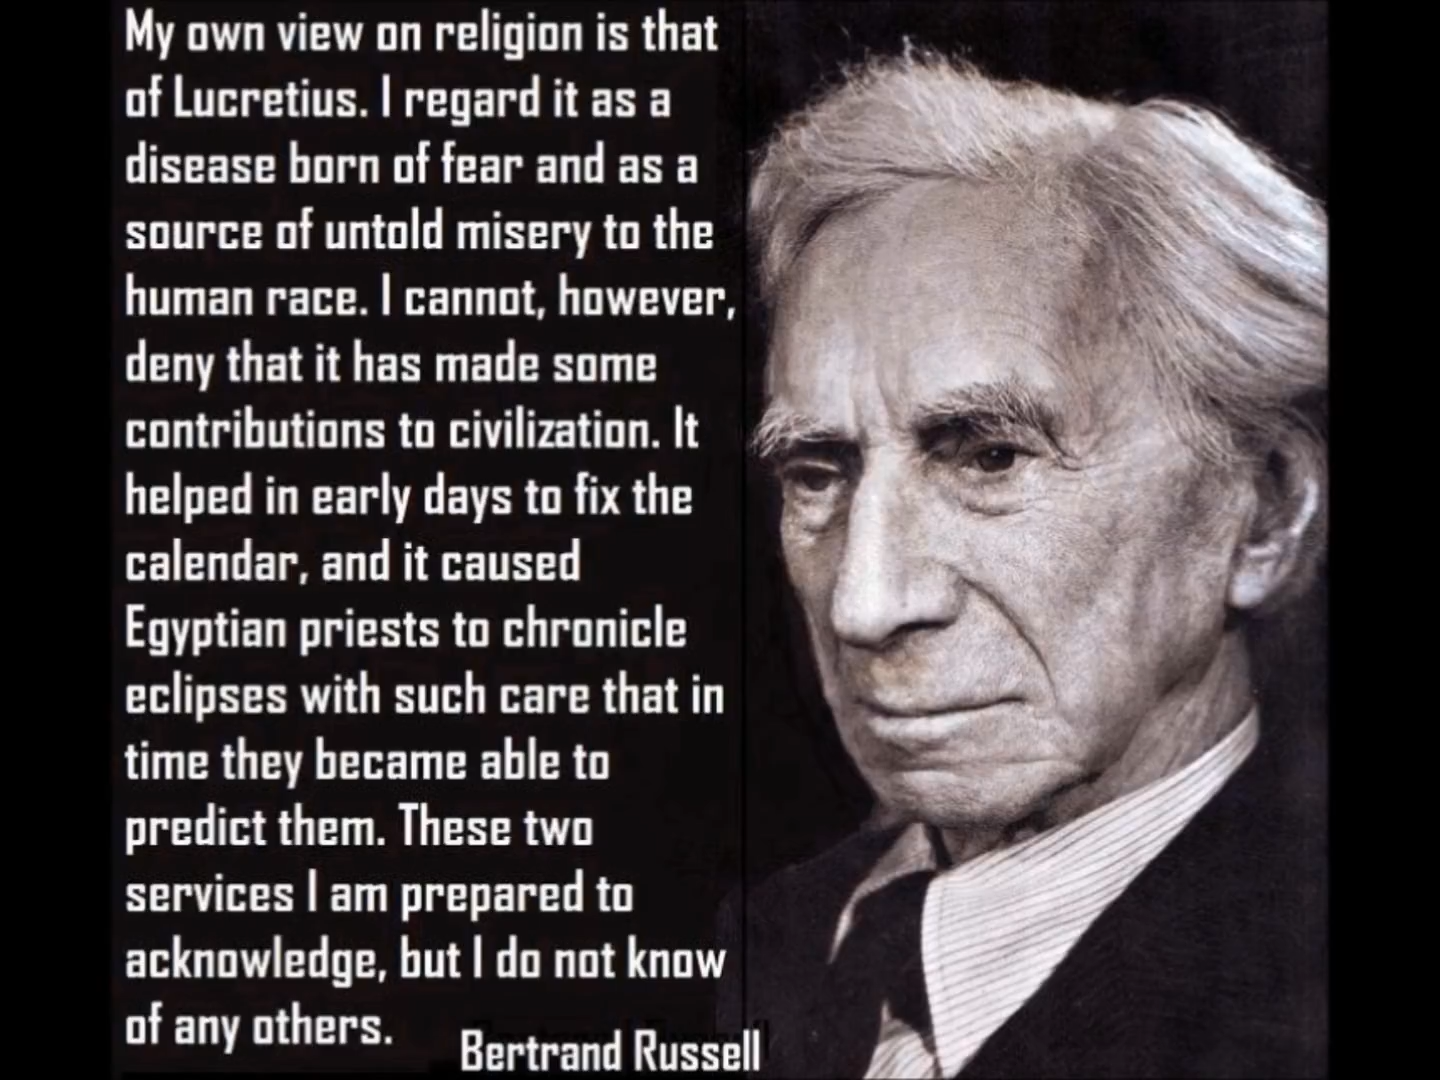 My own view on religion is that
of Lucretius. I regard it as a
disease born of fear and as a
source of untold misery to the
human race. I cannot, however,
deny that it has made some
contributions to civilization. It
helped in early days to fix the
calendar, and it caused
Egyptian priests to chronicle
eclipses with such care that in
time they became able to
predict them. These two
services I am prepared to
acknowledge, but I do not know
of any others.
Bertrand Russell